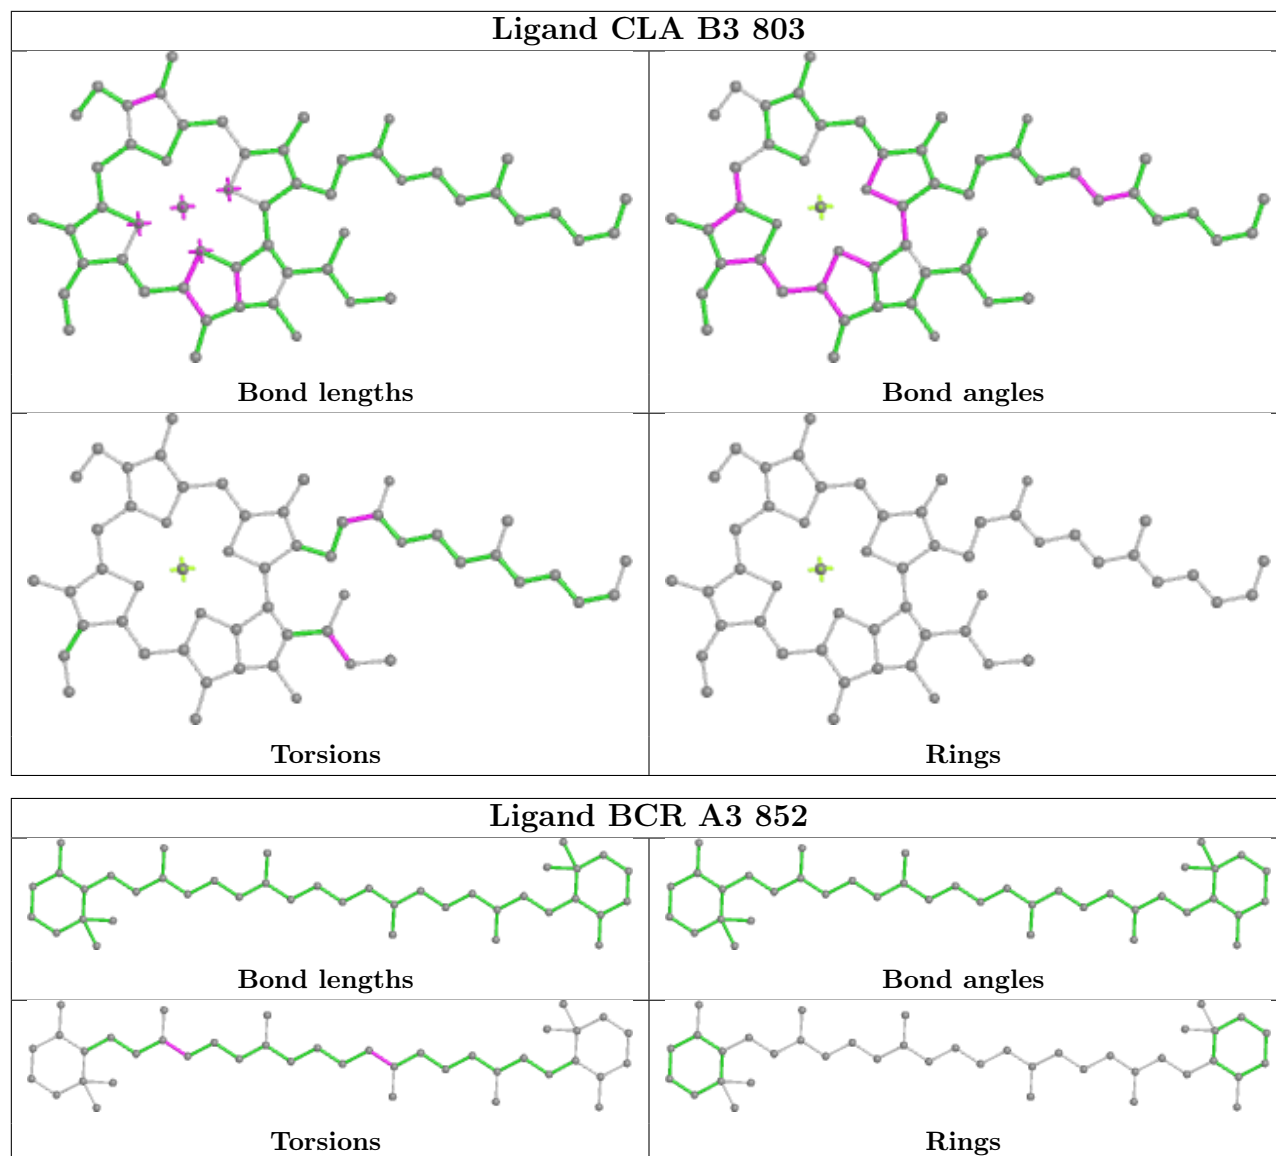 Ligand CLA B3 803
Bond lengths
Bond angles
Torsions
Rings
Ligand BCR A3 852
Bond lengths
Bond angles
Torsions
Rings